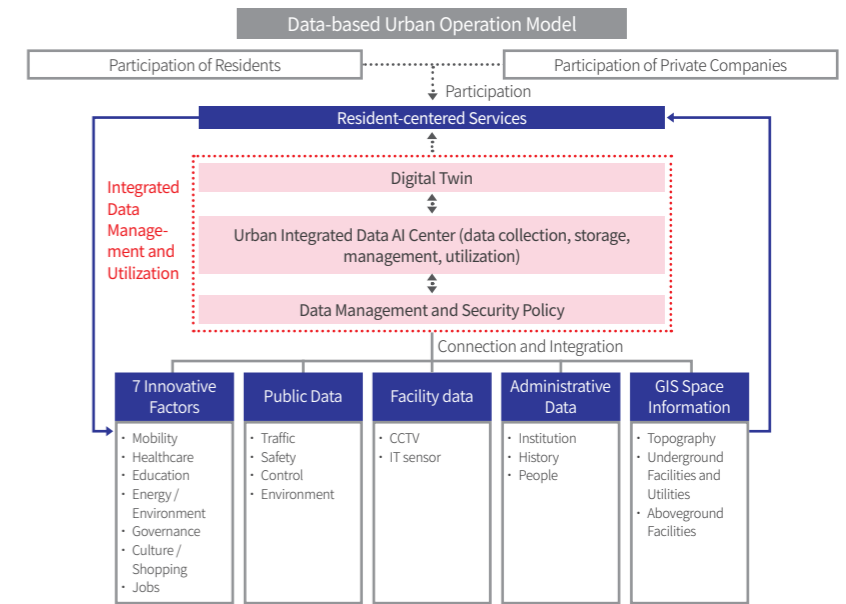 Data-based Urban Operation Model
Participation of Residents
Participation of Private Companies
Participation
Resident-centered Services
Integrated
Data
Manage-
ment and
Utilization
Digital Twin
Urban Integrated Data AI Center (data collection, storage,
management, utilization)
Data Management and Security Policy
Connection and Integration
7 Innovative
Factors
· Mobility
· Healthcare
· Education
· Energy /
Environment
· Governance
· Culture /
Shopping
· Jobs
Public Data
· Traffic
· Safety
· Control
· Environment
Facility data
· CCTV
· IT sensor
Administrative
Data
· Institution
· History
· People
GIS Space
Information
· Topography
· Underground
Facilities and
Utilities
· Aboveground
Facilities